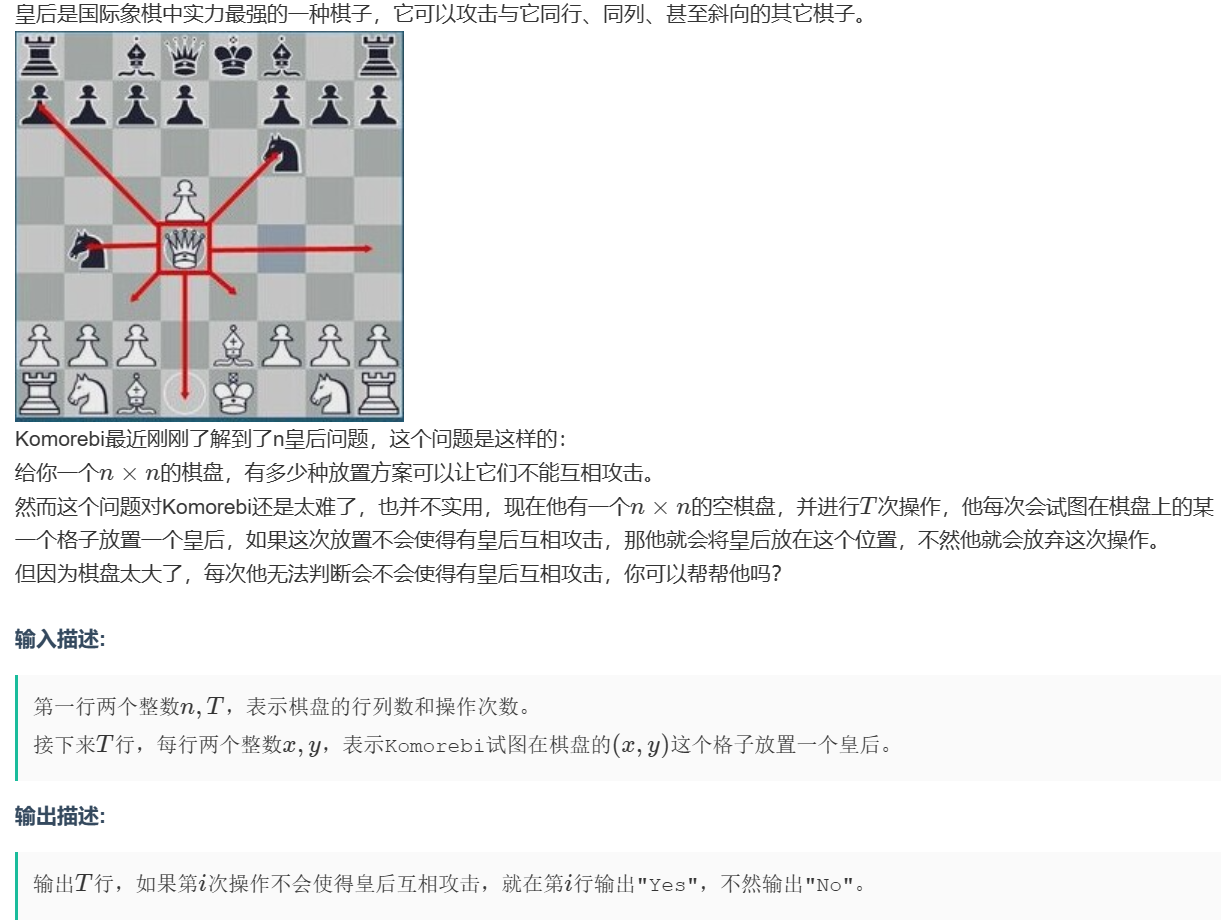 皇后是国际象棋中实力最强的一种棋子，它可以攻击与它同行、同列、甚至斜向的其它棋子。
Komorebi最近刚刚了解到了n皇后问题，这个问题是这样的：
给你一个n × n的棋盘，有多少种放置方案可以让它们不能互相攻击。
然而这个问题对Komorebi还是太难了，也并不实用，现在他有一个n × n的空棋盘，并进行T次操作，他每次会试图在棋盘上的某
一个格子放置一个皇后，如果这次放置不会使得有皇后互相攻击，那他就会将皇后放在这个位置，不然他就会放弃这次操作。
但因为棋盘太大了，每次他无法判断会不会使得有皇后互相攻击，你可以帮帮他吗？
输入描述:
第一行两个整数n, T，表示棋盘的行列数和操作次数。
接下来T行，每行两个整数x, y，表示Komorebi试图在棋盘的(x, y)这个格子放置一个皇后。
输出描述:
输出T行，如果第i次操作不会使得皇后互相攻击，就在第i行输出"Yes"，不然输出"No"。